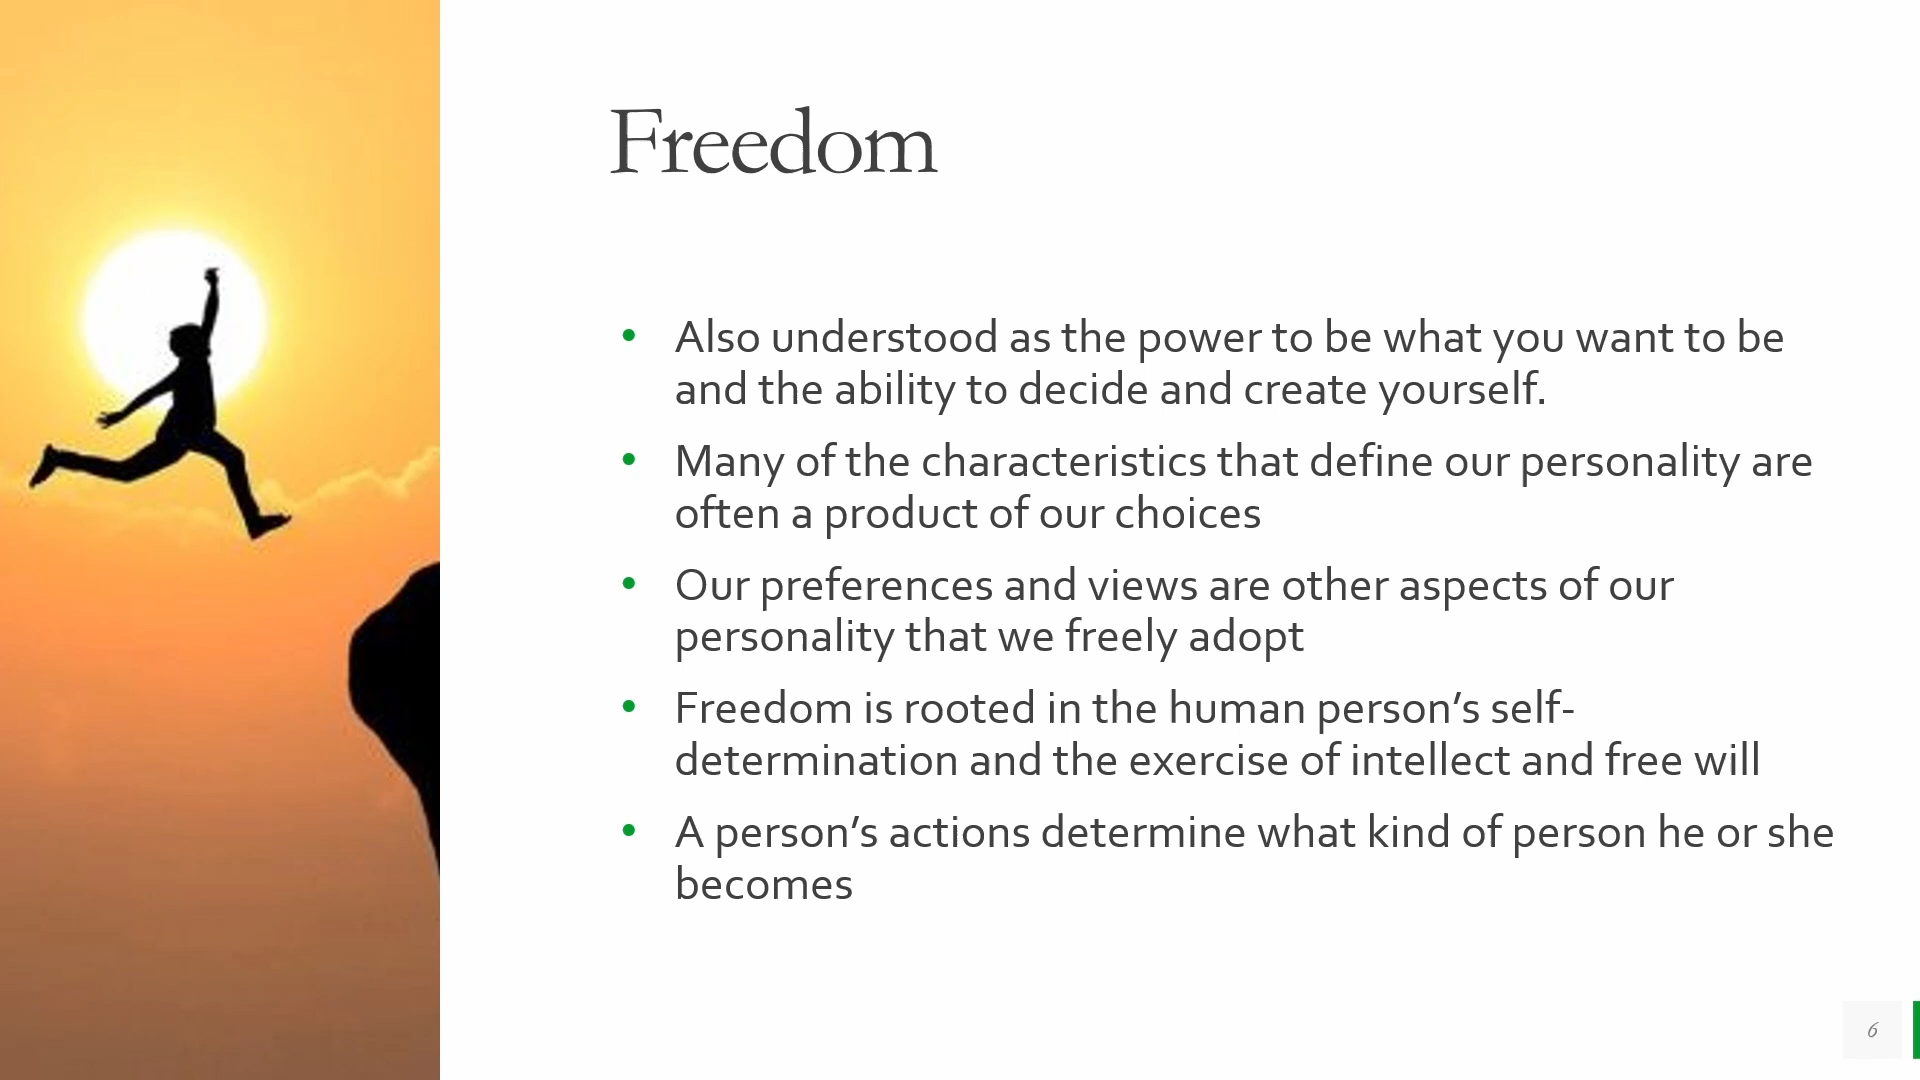 Freedom
• Also understood as the power to be what you want to be
and the ability to decide and create yourself.
• Many of the characteristics that define our personality are
often a product of our choices
• Our preferences and views are other aspects of our
personality that we freely adopt
• Freedom is rooted in the human person’s self-
determination and the exercise of intellect and free will
• A person’s actions determine what kind of person he or she
becomes
6